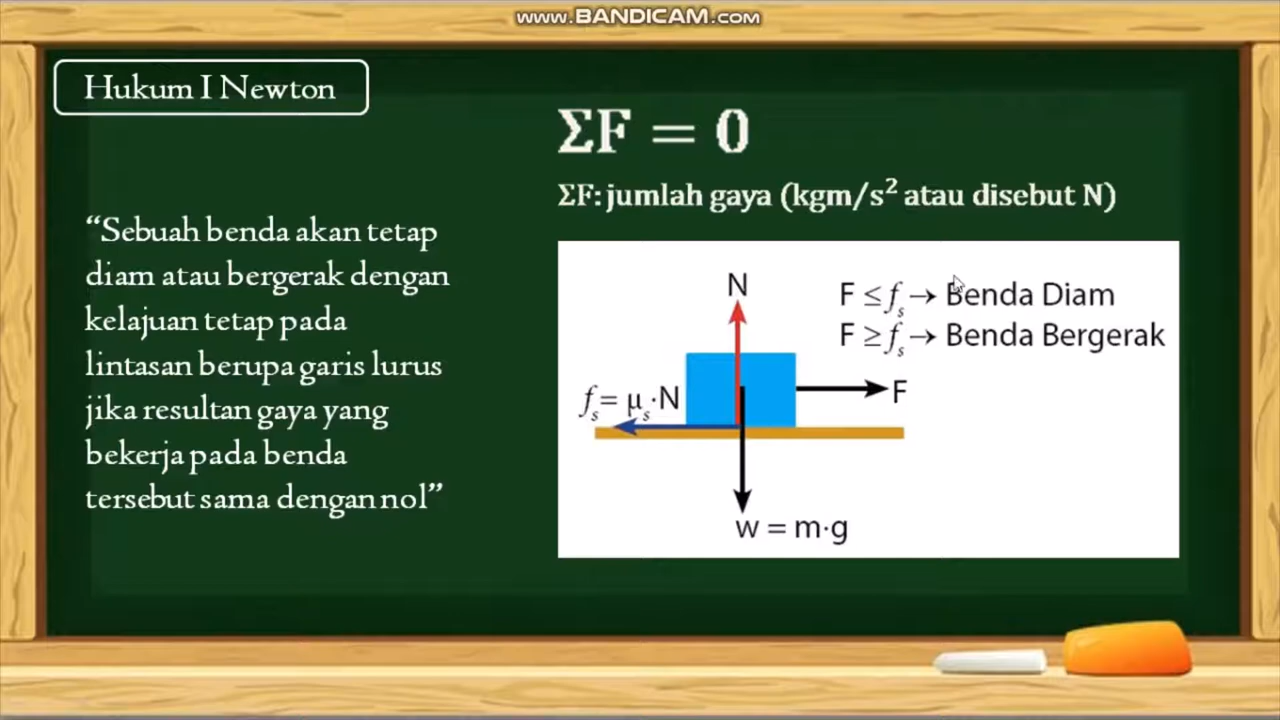 www.BANDICAM.com
Hukum I Newton
ΣF = 0
ΣF: jumlah gaya (kgm/s² atau disebut N)
“Sebuah benda akan tetap
diam atau bergerak dengan
kelajuan tetap pada
lintasan berupa garis lurus
jika resultan gaya yang
bekerja pada benda
tersebut sama dengan nol”
N
F ≤ fₛ → Benda Diam
F ≥ fₛ → Benda Bergerak
fₛ = μₛ·N
F
w = m·g